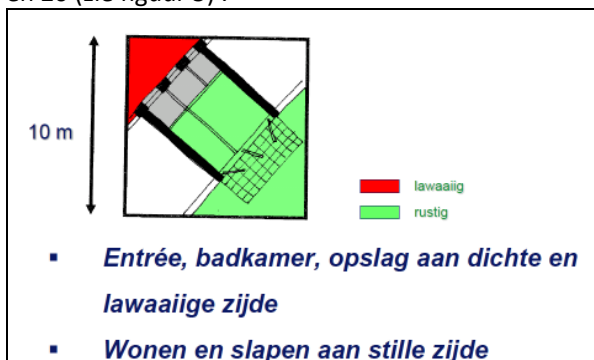 10 m
lawaaiig
rustig
▪ Entrée, badkamer, opslag aan dichte en
lawaaiige zijde
▪ Wonen en slapen aan stille zijde